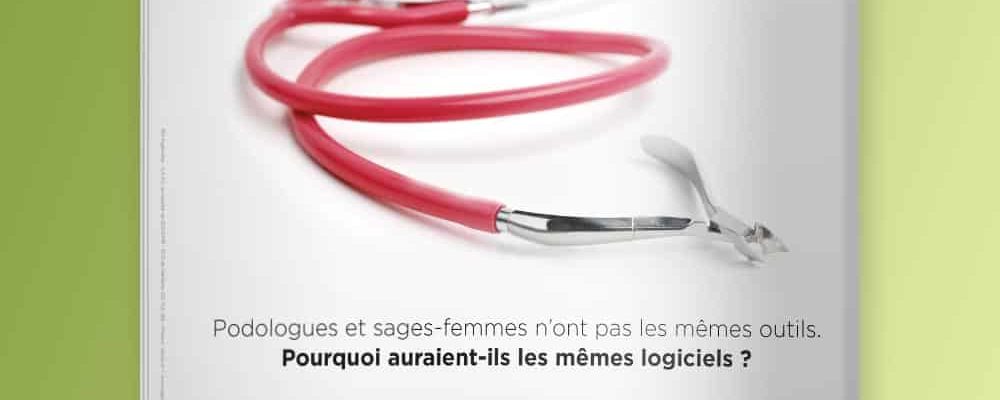 Podologues et sages-femmes n'ont pas les mêmes outils.
Pourquoi auraient-ils les mêmes logiciels ?